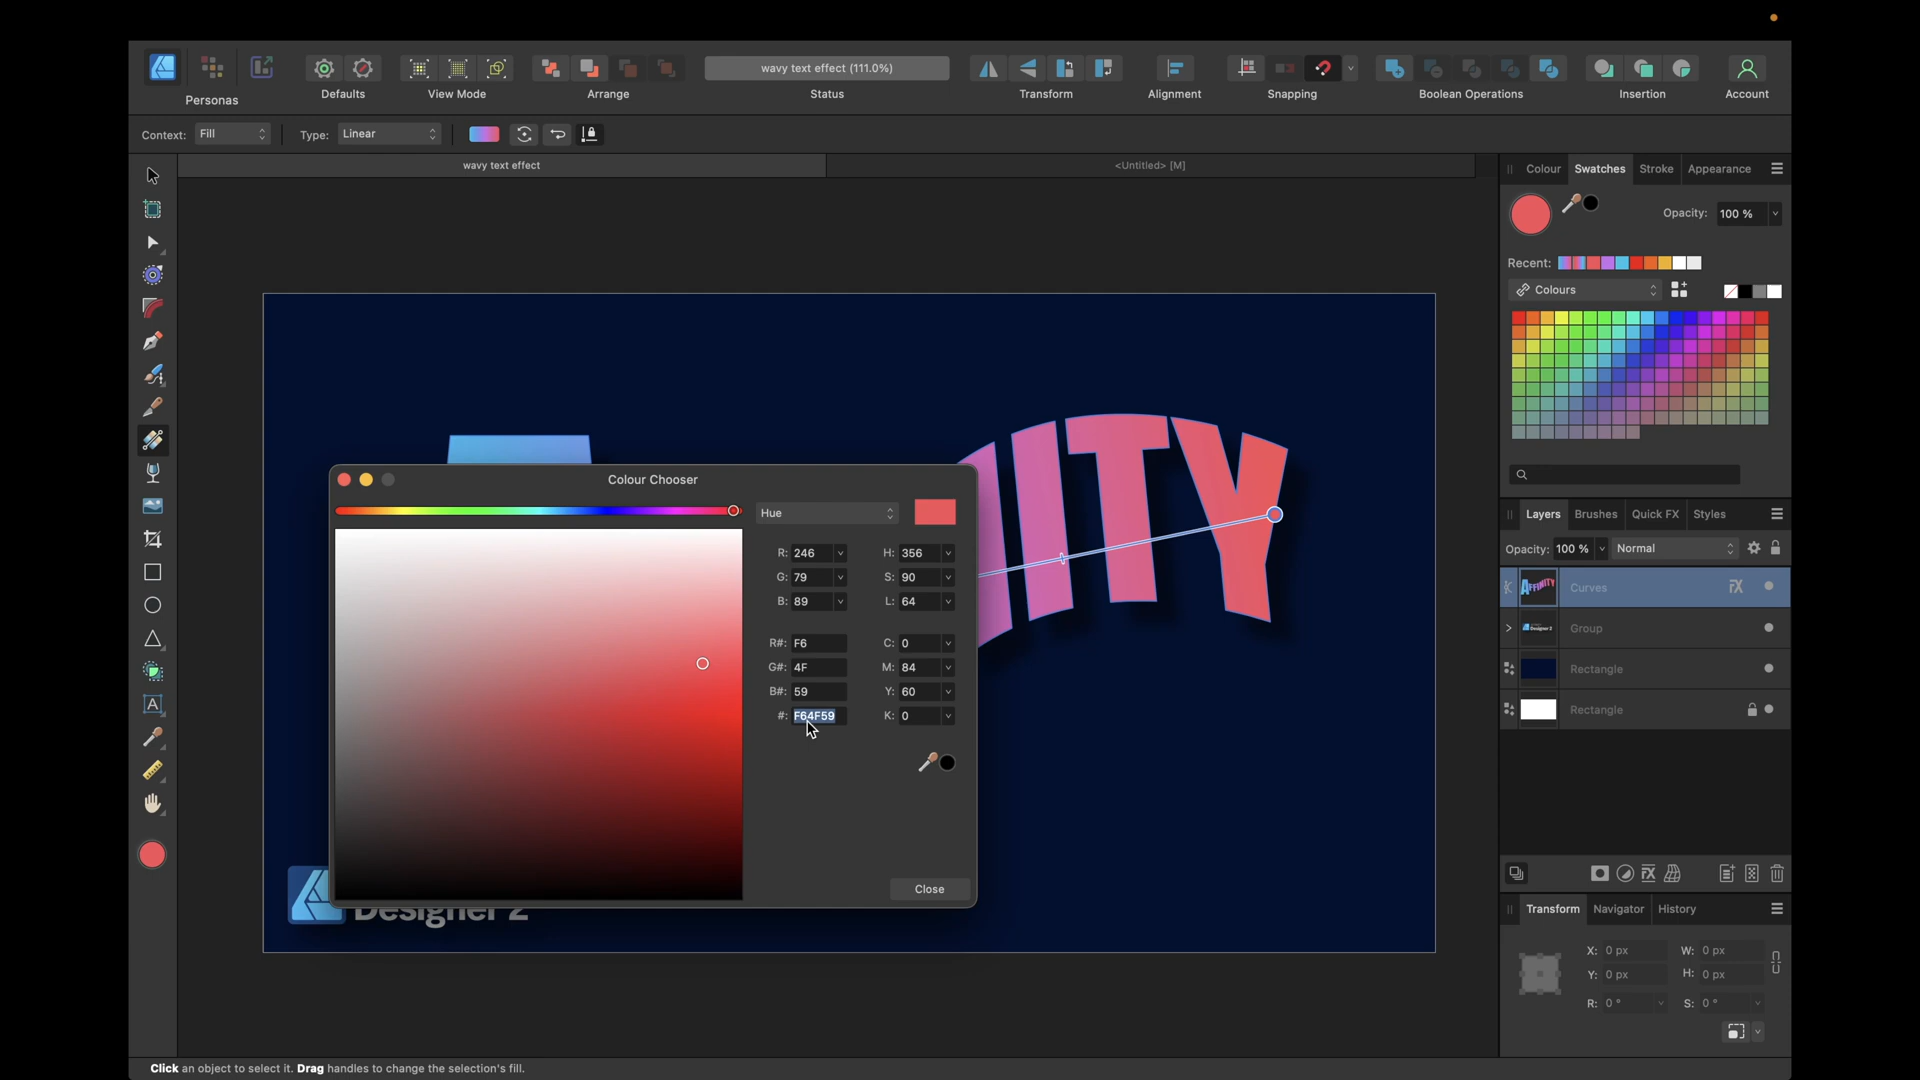 wavy text effect (111.0%)
Personas
Defaults
View Mode
Arrange
Status
Transform
Alignment
Snapping
Boolean Operations
Insertion
Account
Context: Fill
Type: Linear
wavy text effect
<Untitled> [M]
Colour Swatches Stroke Appearance
Opacity: 100 %
Recent:
Colours
Layers Brushes Quick FX Styles
Opacity: 100 % Normal
Curves
Group
Rectangle
Rectangle
Transform Navigator History
X: 0 px W: 0 px
Y: 0 px H: 0 px
R: 0 ° S: 0 °
Colour Chooser
Hue
R: 246 H: 356
G: 79 S: 90
B: 89 L: 64
R#: F6 C: 0
G#: 4F M: 84
B#: 59 Y: 60
#: F64F59 K: 0
Close
ITY
Designer 2
Click an object to select it. Drag handles to change the selection's fill.